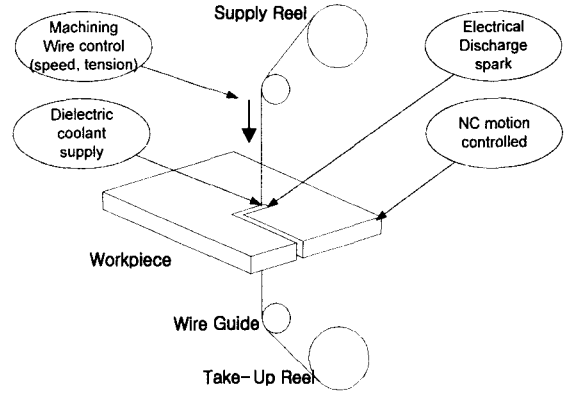 Machining
Wire control
(speed, tension)
Supply Reel
Electrical
Discharge
spark
Dielectric
coolant
supply
NC motion
controlled
Workpiece
Wire Guide
Take-Up Reel